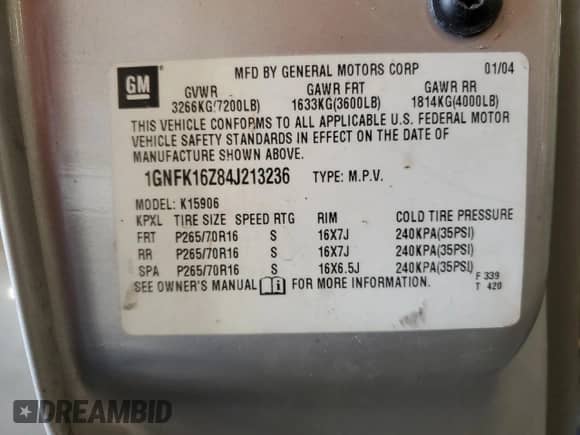 GM
MFD BY GENERAL MOTORS CORP 01/04
GVWR GAWR FRT GAWR RR
3266KG(7200LB) 1633KG(3600LB) 1814KG(4000LB)
THIS VEHICLE CONFORMS TO ALL APPLICABLE U.S. FEDERAL MOTOR
VEHICLE SAFETY STANDARDS IN EFFECT ON THE DATE OF
MANUFACTURE SHOWN ABOVE.
1GNFK16Z84J213236 TYPE: M.P.V.
MODEL: K15906
KPXL TIRE SIZE SPEED RTG RIM COLD TIRE PRESSURE
FRT P265/70R16 S 16X7J 240KPA(35PSI)
RR P265/70R16 S 16X7J 240KPA(35PSI)
SPA P265/70R16 S 16X6.5J 240KPA(35PSI)
SEE OWNER'S MANUAL i FOR MORE INFORMATION.
F 339
T 420
DREAMBID